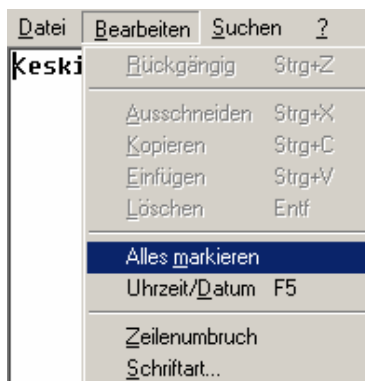 Datei Bearbeiten Suchen ?
Keski
Rückgängig Strg+Z
Ausschneiden Strg+X
Kopieren Strg+C
Einfügen Strg+V
Löschen Entf
Alles markieren
Uhrzeit/Datum F5
Zeilenumbruch
Schriftart...